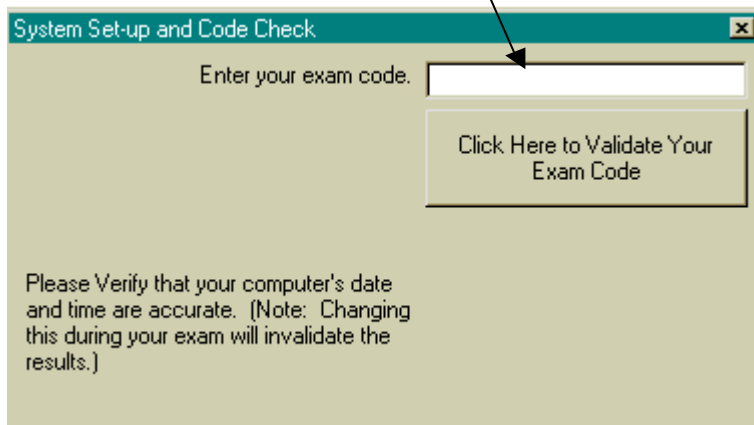 System Set-up and Code Check
Enter your exam code.
Click Here to Validate Your
Exam Code
Please Verify that your computer's date
and time are accurate. (Note: Changing
this during your exam will invalidate the
results.)